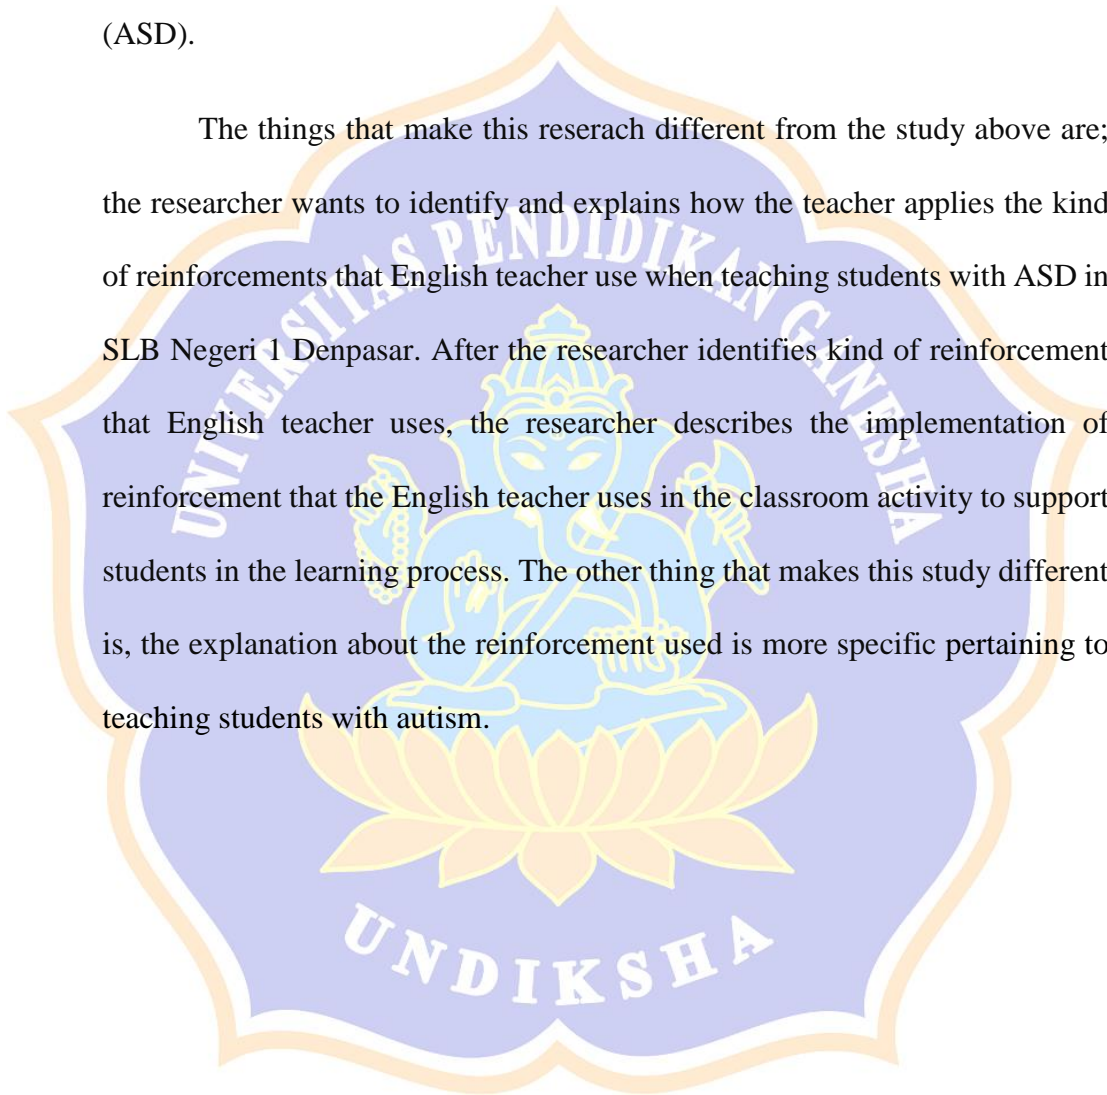 (ASD).
The things that make this reserach different from the study above are;
the researcher wants to identify and explains how the teacher applies the kind
of reinforcements that English teacher use when teaching students with ASD in
SLB Negeri 1 Denpasar. After the researcher identifies kind of reinforcement
that English teacher uses, the researcher describes the implementation of
reinforcement that the English teacher uses in the classroom activity to support
students in the learning process. The other thing that makes this study different
is, the explanation about the reinforcement used is more specific pertaining to
teaching students with autism.
UNIVERSITAS PENDIDIKAN GANESHA
UNDIKSHA